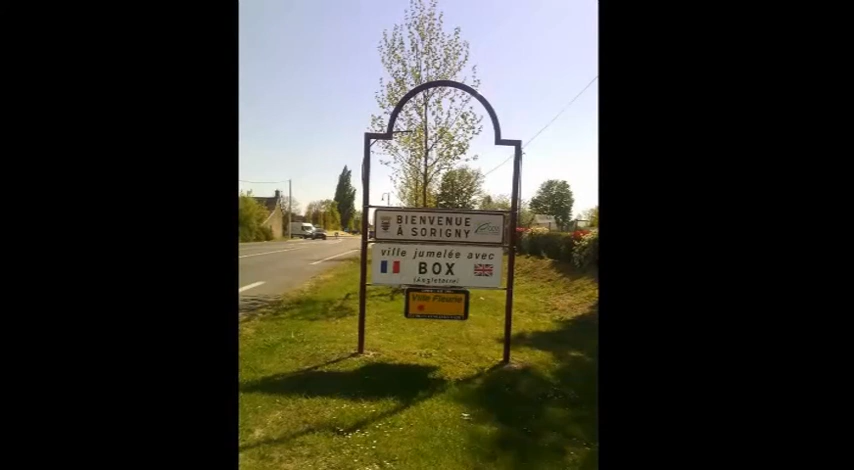 BIENVENUE
À SORIGNY
ville jumelée avec
BOX
(Angleterre)
Ville Fleurie